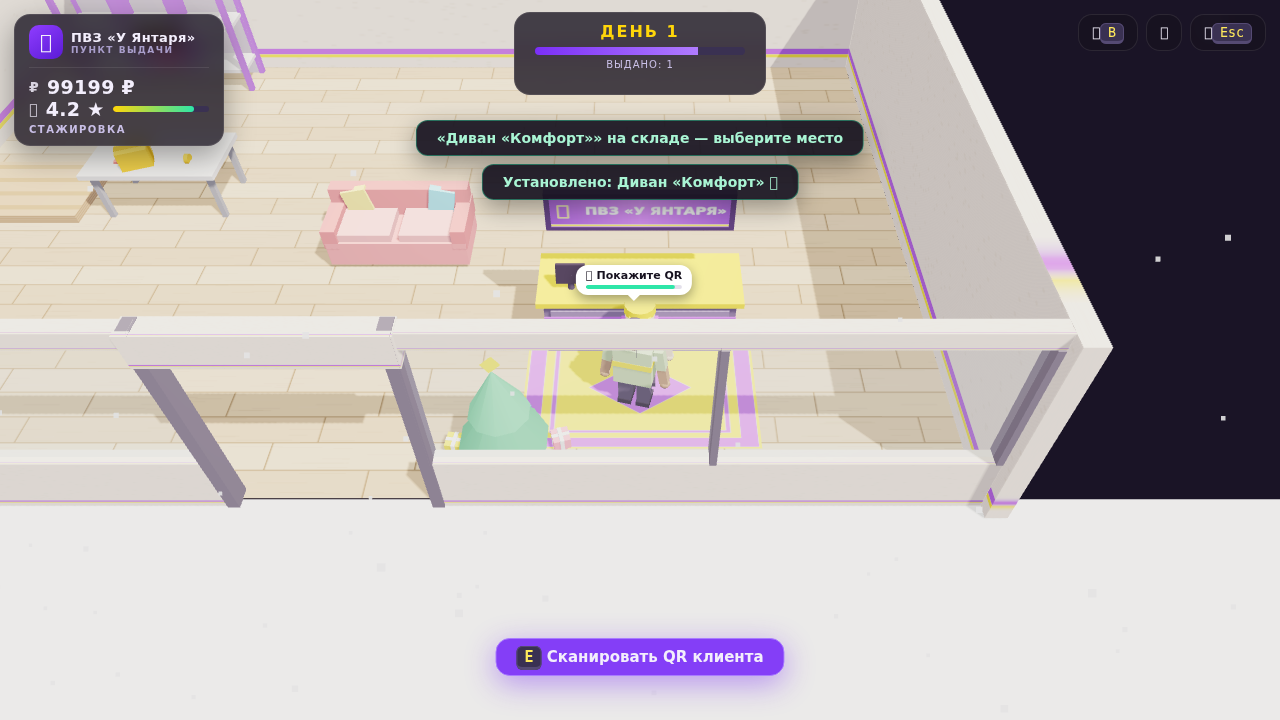 ПВЗ «У Янтаря»
ПУНКТ ВЫДАЧИ
₽ 99199 ₽
4.2 ★
СТАЖИРОВКА
ДЕНЬ 1
ВЫДАНО: 1
B
Esc
«Диван «Комфорт»» на складе — выберите место
Установлено: Диван «Комфорт»
ПВЗ «У ЯНТАРЯ»
Покажите QR
E Сканировать QR клиента